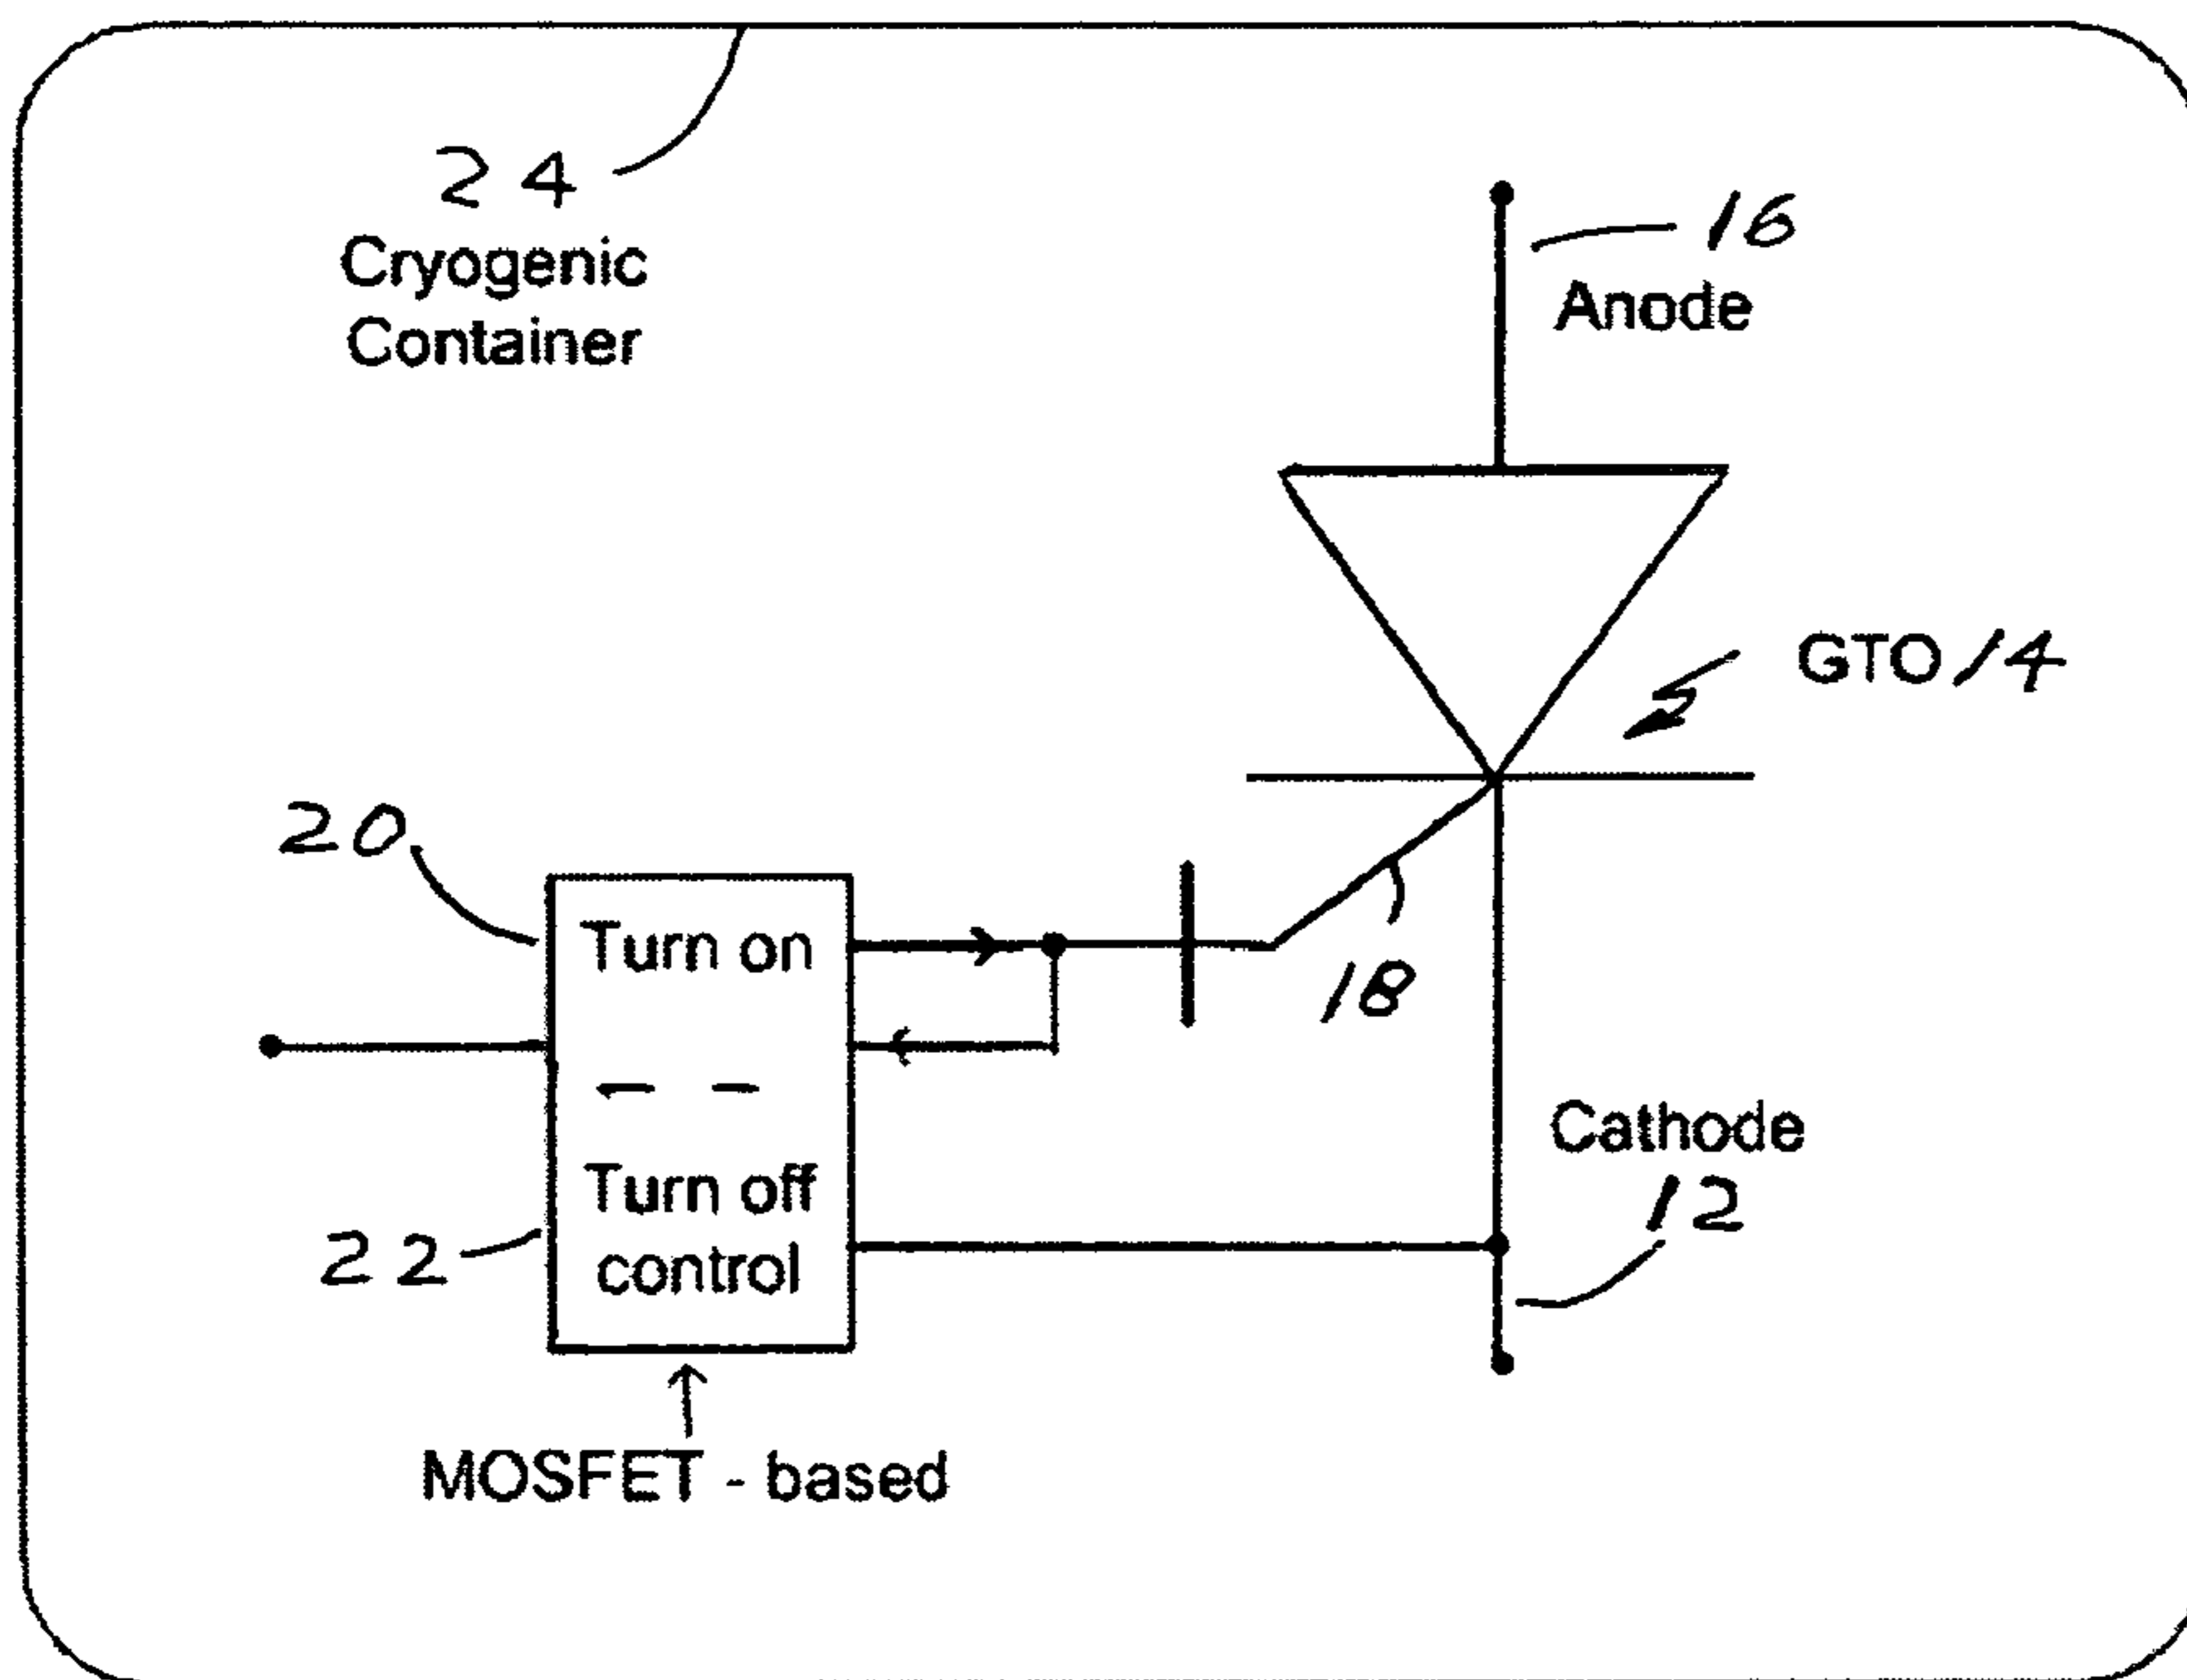 24
Cryogenic
Container
16
Anode
GTO 14
20
Turn on
18
Turn off
control
22
Cathode
12
MOSFET - based